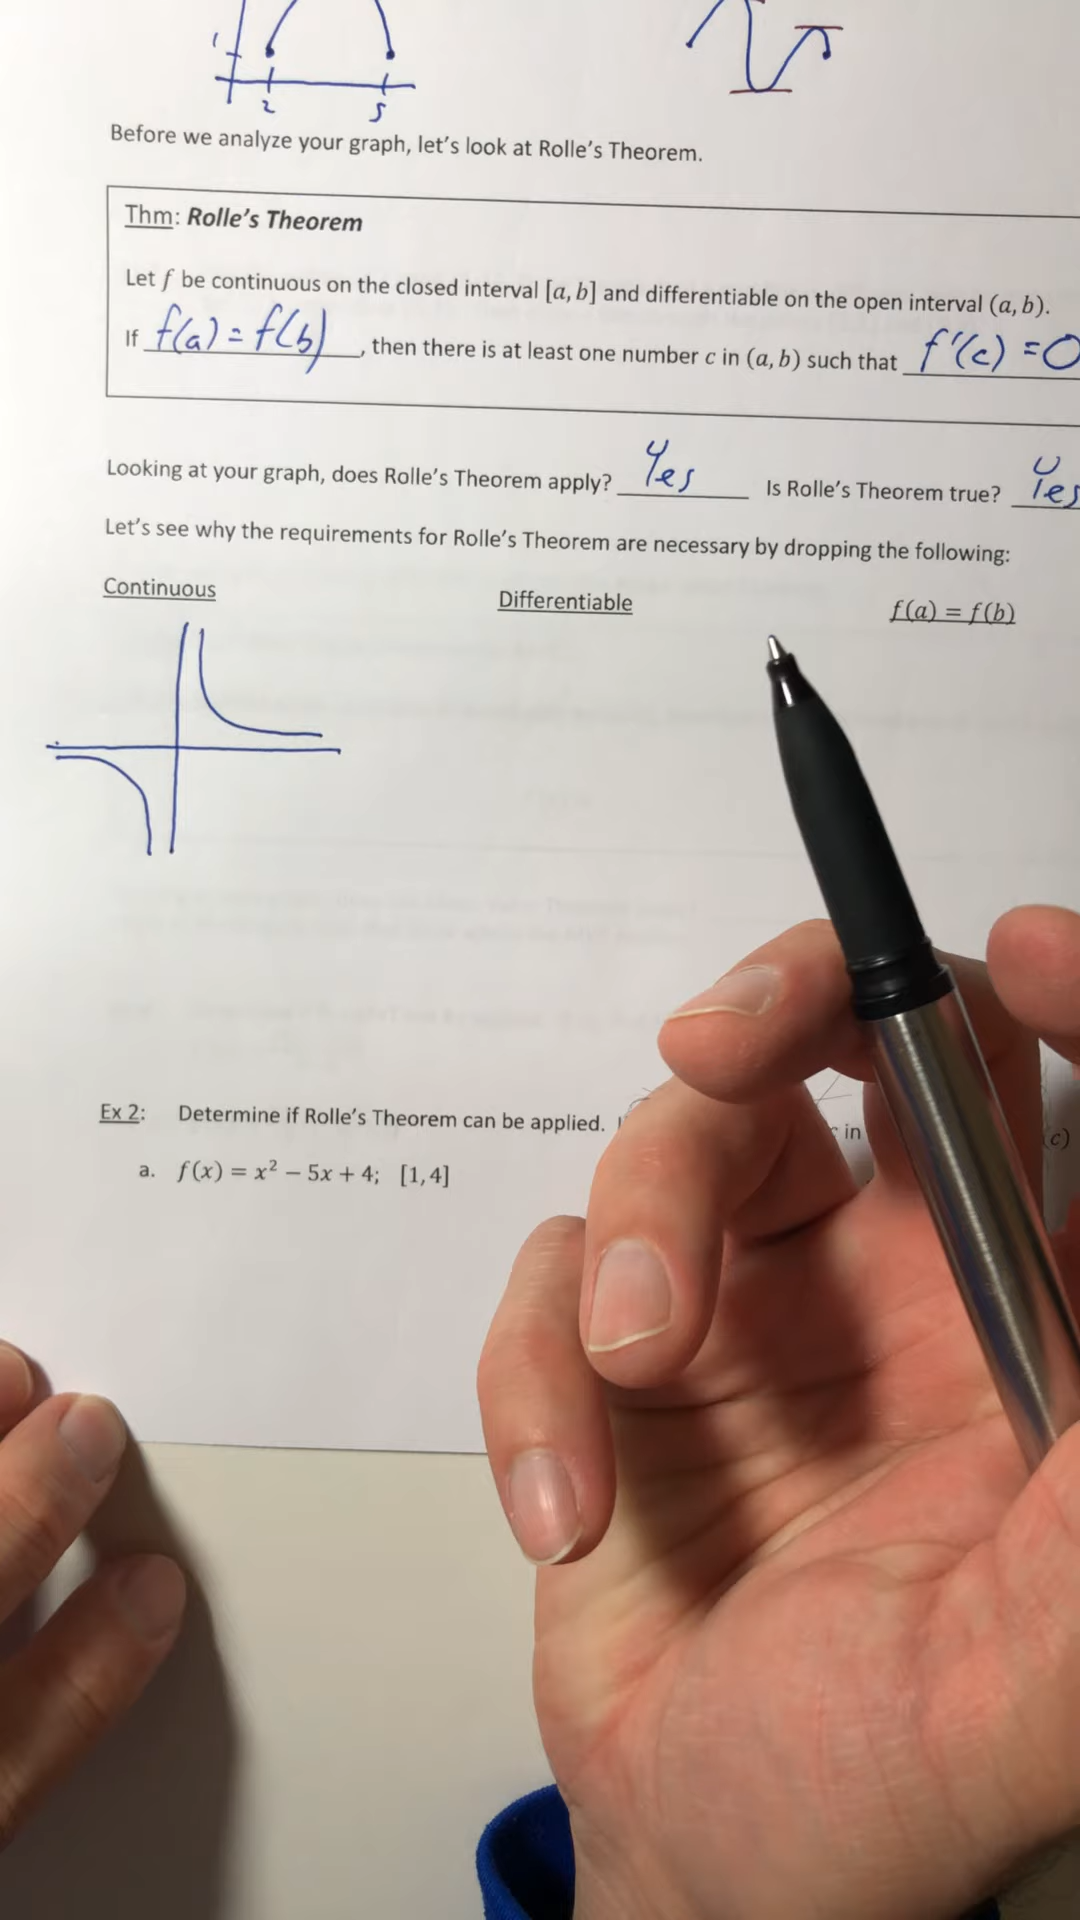 1
2 5
Before we analyze your graph, let's look at Rolle's Theorem.
Thm: Rolle's Theorem
Let f be continuous on the closed interval [a, b] and differentiable on the open interval (a, b).
If f(a) = f(b), then there is at least one number c in (a, b) such that f'(c) = 0
Looking at your graph, does Rolle's Theorem apply? Yes Is Rolle's Theorem true? Yes
Let's see why the requirements for Rolle's Theorem are necessary by dropping the following:
Continuous Differentiable f(a) = f(b)
Ex 2: Determine if Rolle's Theorem can be applied. in c)
a. f(x) = x² − 5x + 4; [1, 4]